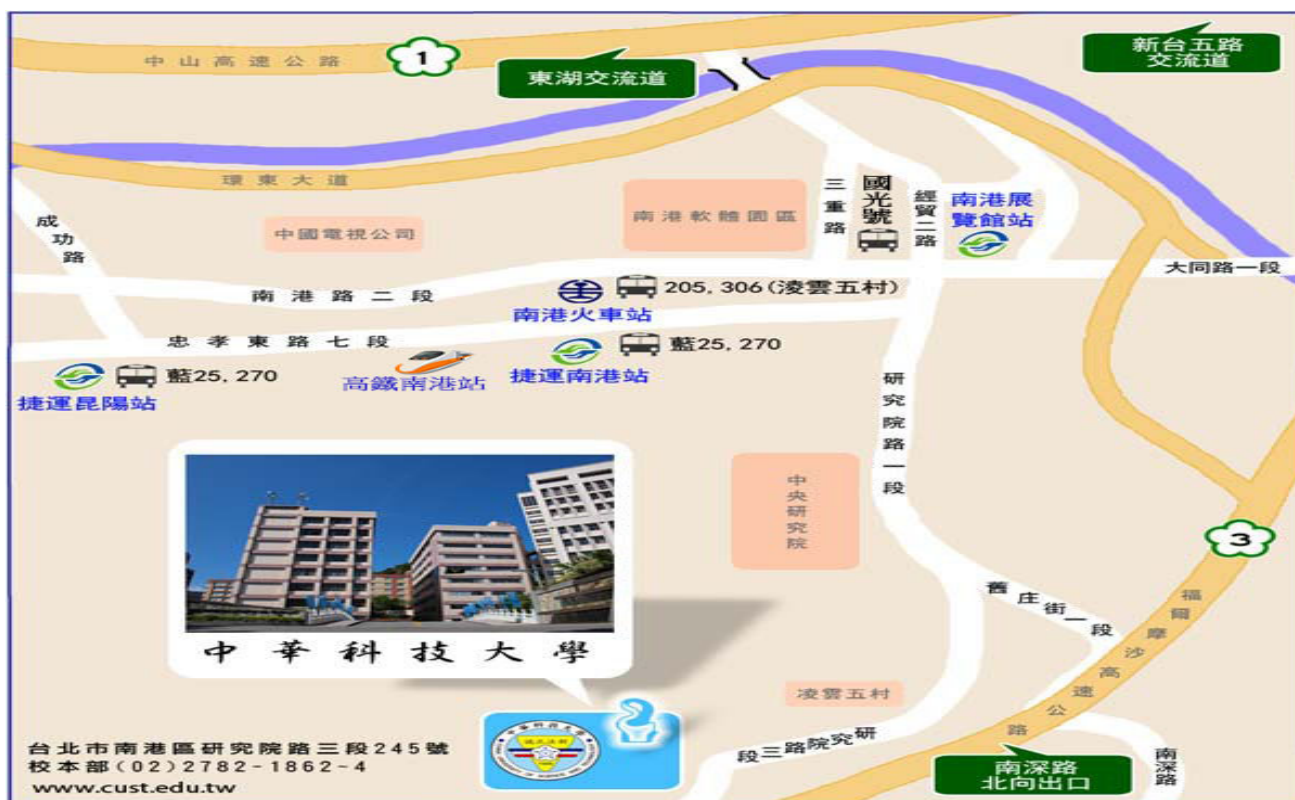 中山高速公路
1
東湖交流道
新台五路
交流道
環東大道
成功路
中國電視公司
南港軟體園區
三重路
國光號
經貿二路
南港展
覽館站
大同路一段
南港路二段
205, 306(淩雲五村)
南港火車站
忠孝東路七段
藍25, 270
捷運南港站
高鐵南港站
藍25, 270
捷運昆陽站
研究院路一段
中央研究院
3
舊庄街一段
福爾摩沙高速公路
中華科技大學
凌雲五村
研究院路三段
南深路
南深路
北向出口
台北市南港區研究院路三段245號
校本部(02)2782-1862-4
www.cust.edu.tw
中華科技大學